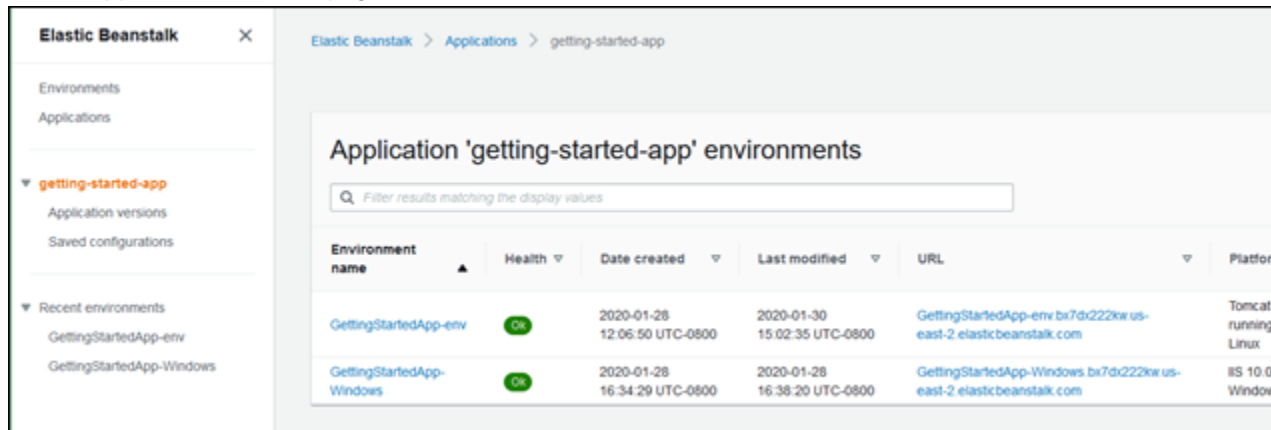 Elastic Beanstalk
Environments
Applications
getting-started-app
Application versions
Saved configurations
Recent environments
GettingStartedApp-env
GettingStartedApp-Windows
Elastic Beanstalk > Applications > getting-started-app
Application 'getting-started-app' environments
Filter results matching the display values
Environment name Health Date created Last modified URL
GettingStartedApp-env Ok 2020-01-28 12:06:50 UTC-0800 2020-01-30 15:02:35 UTC-0800 GettingStartedApp-env.bx7dx222kw.us-east-2.elasticbeanstalk.com Tomcat running Linux
GettingStartedApp-Windows Ok 2020-01-28 16:34:29 UTC-0800 2020-01-28 16:38:20 UTC-0800 GettingStartedApp-Windows.bx7dx222kw.us-east-2.elasticbeanstalk.com IIS 10.0